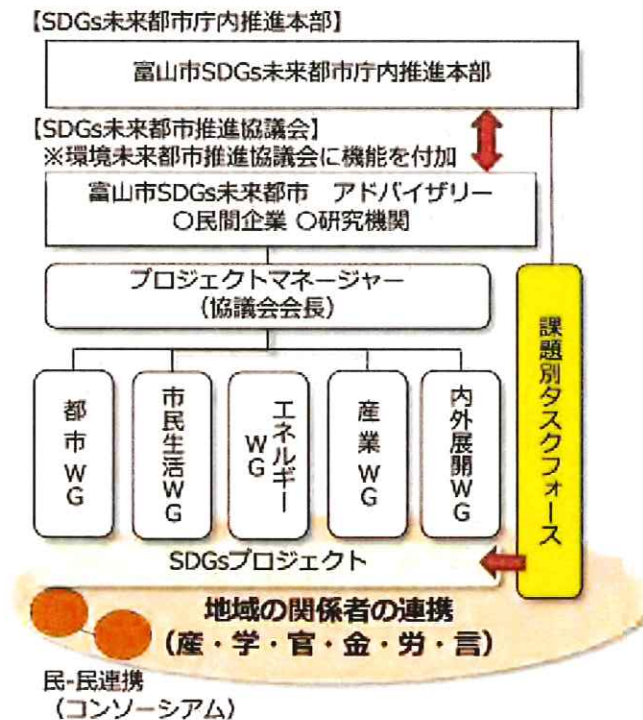 【SDGs未来都市庁内推進本部】
富山市SDGs未来都市庁内推進本部
【SDGs未来都市推進協議会】
※環境未来都市推進協議会に機能を付加
富山市SDGs未来都市　アドバイザリー
〇民間企業 〇研究機関
プロジェクトマネージャー
（協議会会長）
都市WG
市民生活WG
エネルギー
WG
産業WG
内外展開WG
課題別タスクフォース
SDGsプロジェクト
地域の関係者の連携
（産・学・官・金・労・言）
民-民連携
（コンソーシアム）